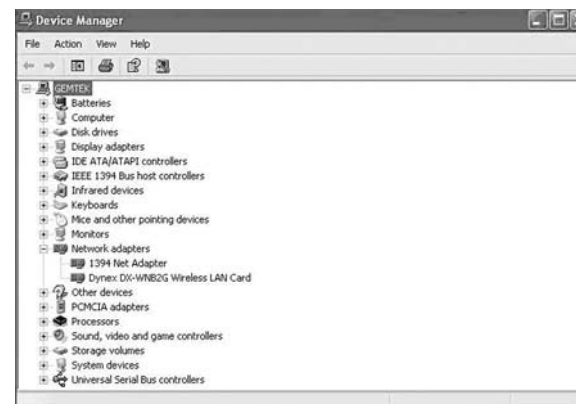 Device Manager
File Action View Help
GEMTEK
Batteries
Computer
Disk drives
Display adapters
IDE ATA/ATAPI controllers
IEEE 1394 Bus host controllers
Infrared devices
Keyboards
Mice and other pointing devices
Monitors
Network adapters
1394 Net Adapter
Dynex DX-WNB2G Wireless LAN Card
Other devices
PCMCIA adapters
Processors
Sound, video and game controllers
Storage volumes
System devices
Universal Serial Bus controllers